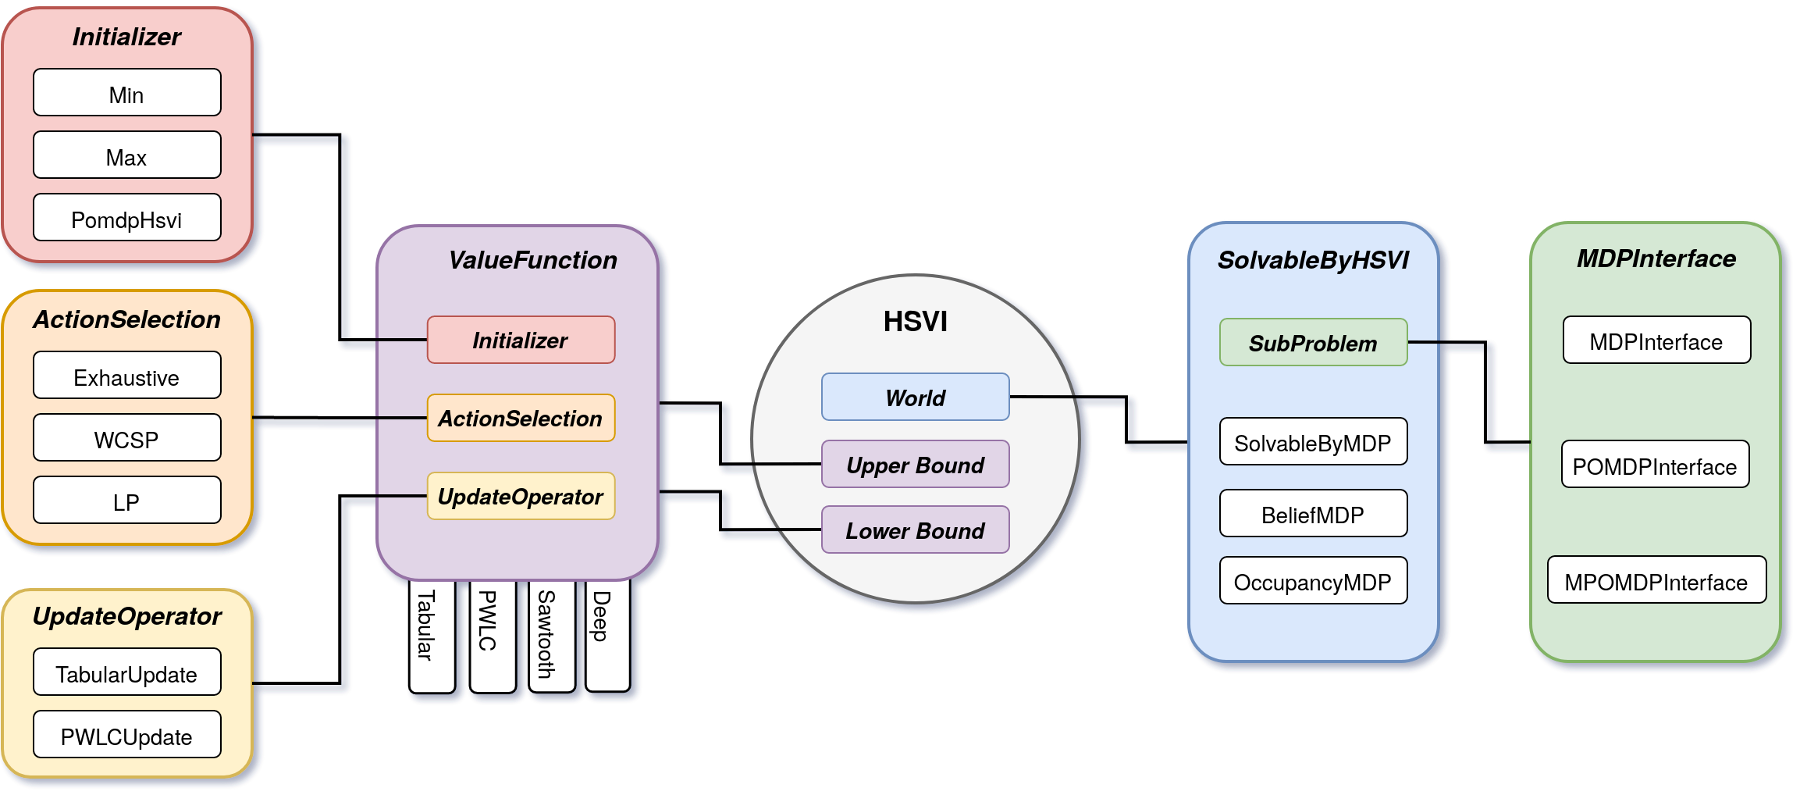 Initializer
Min
Max
PomdpHsvi
ActionSelection
Exhaustive
WCSP
LP
UpdateOperator
TabularUpdate
PWLCUpdate
ValueFunction
Initializer
ActionSelection
UpdateOperator
Tabular
PWLC
Sawtooth
Deep
HSVI
World
Upper Bound
Lower Bound
SolvableByHSVI
SubProblem
SolvableByMDP
BeliefMDP
OccupancyMDP
MDPInterface
MDPInterface
POMDPInterface
MPOMDPInterface